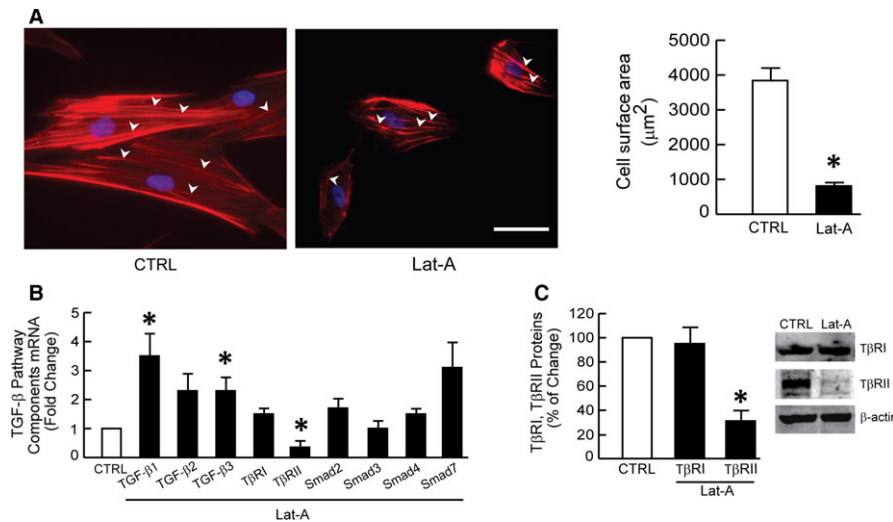 A
CTRL
Lat-A
Cell surface area
(μm²)
5000
4000
3000
2000
1000
0
*
CTRL
Lat-A
B
TGF-β Pathway
Components mRNA
(Fold Change)
5
4
3
2
1
0
*
*
*
CTRL
TGF-β1
TGF-β2
TGF-β3
TβRI
TβRII
Smad2
Smad3
Smad4
Smad7
Lat-A
C
TβRI, TβRII Proteins
(% of Change)
120
100
80
60
40
20
0
*
CTRL
TβRI
TβRII
Lat-A
CTRL Lat-A
TβRI
TβRII
β-actin